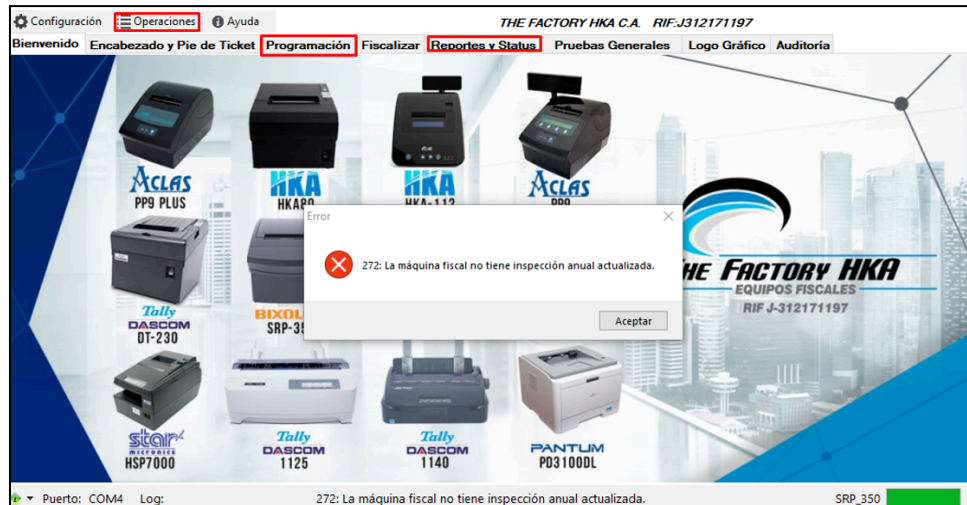 Configuración Operaciones Ayuda THE FACTORY HKA C.A. RIF:J312171197
Bienvenido Encabezado y Pie de Ticket Programación Fiscalizar Reportes y Status Pruebas Generales Logo Gráfico Auditoría
ACLAS
PP9 PLUS
HKA
HKA80
HKA
HKA-112
ACLAS
PP9
Error
272: La máquina fiscal no tiene inspección anual actualizada.
Aceptar
THE FACTORY HKA
EQUIPOS FISCALES
RIF J-312171197
Tally
DASCOM
DT-230
BIXOL
SRP-35
star
micronics
HSP7000
Tally
DASCOM
1125
Tally
DASCOM
1140
PANTUM
PD3100DL
Puerto: COM4 Log: 272: La máquina fiscal no tiene inspección anual actualizada. SRP_350